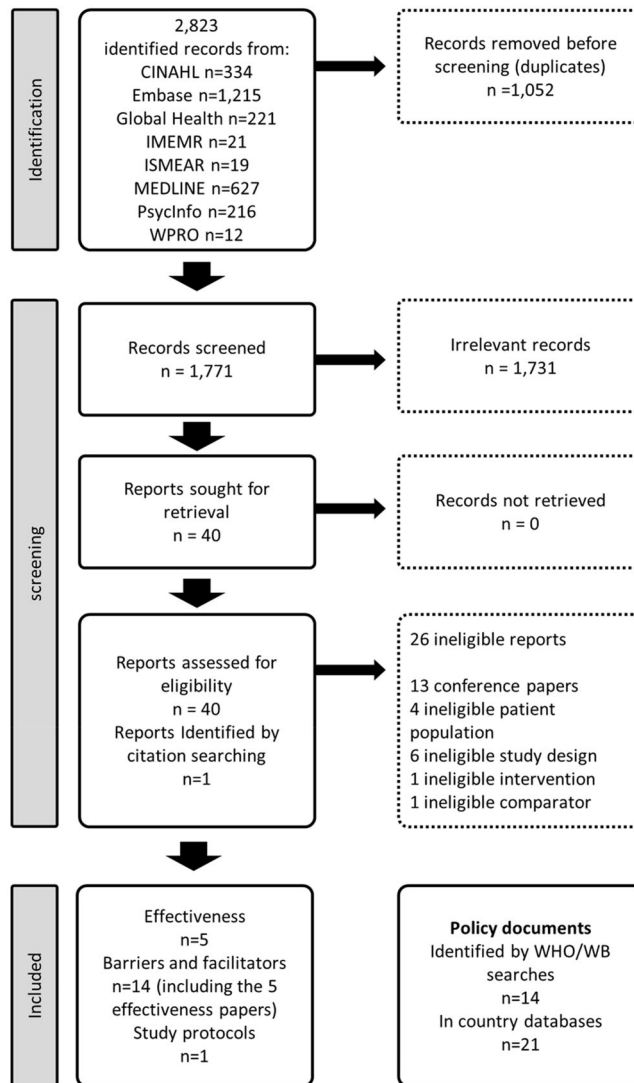 Identification
2,823
identified records from:
CINAHL n=334
Embase n=1,215
Global Health n=221
IMEMR n=21
ISMEAR n=19
MEDLINE n=627
PsycInfo n=216
WPRO n=12
Records removed before
screening (duplicates)
n =1,052
screening
Records screened
n = 1,771
Irrelevant records
n = 1,731
Reports sought for
retrieval
n = 40
Records not retrieved
n = 0
Reports assessed for
eligibility
n = 40
Reports Identified by
citation searching
n=1
26 ineligible reports
13 conference papers
4 ineligible patient
population
6 ineligible study design
1 ineligible intervention
1 ineligible comparator
Included
Effectiveness
n=5
Barriers and facilitators
n=14 (including the 5
effectiveness papers)
Study protocols
n=1
Policy documents
Identified by WHO/WB
searches
n=14
In country databases
n=21